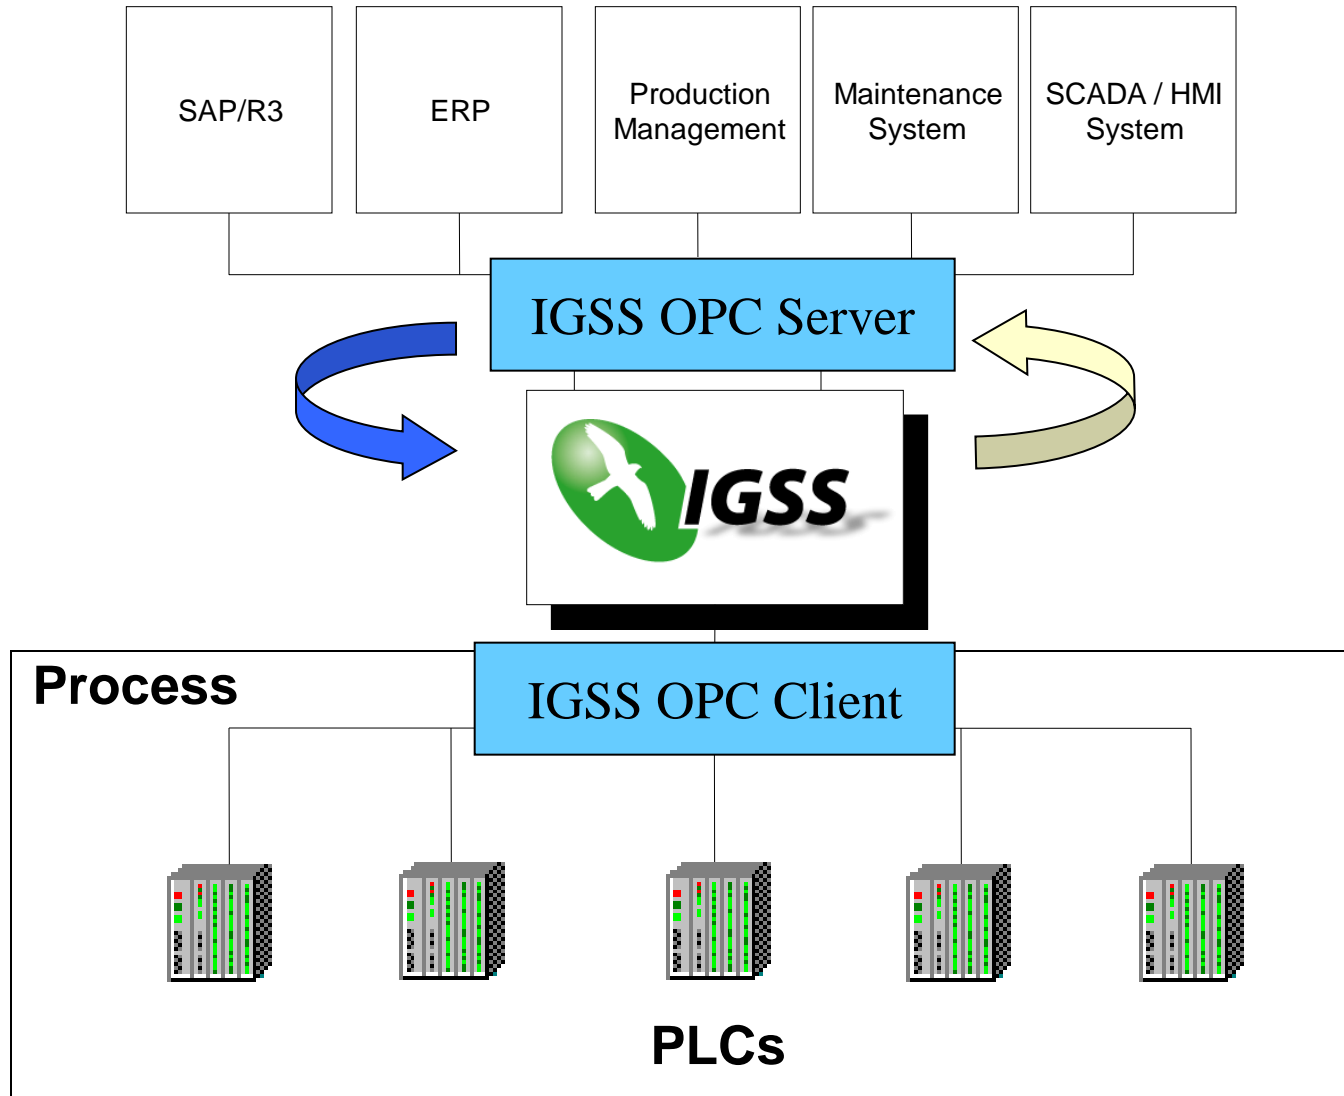 SAP/R3
ERP
Production
Management
Maintenance
System
SCADA / HMI
System
IGSS OPC Server
IGSS
Process
IGSS OPC Client
PLCs